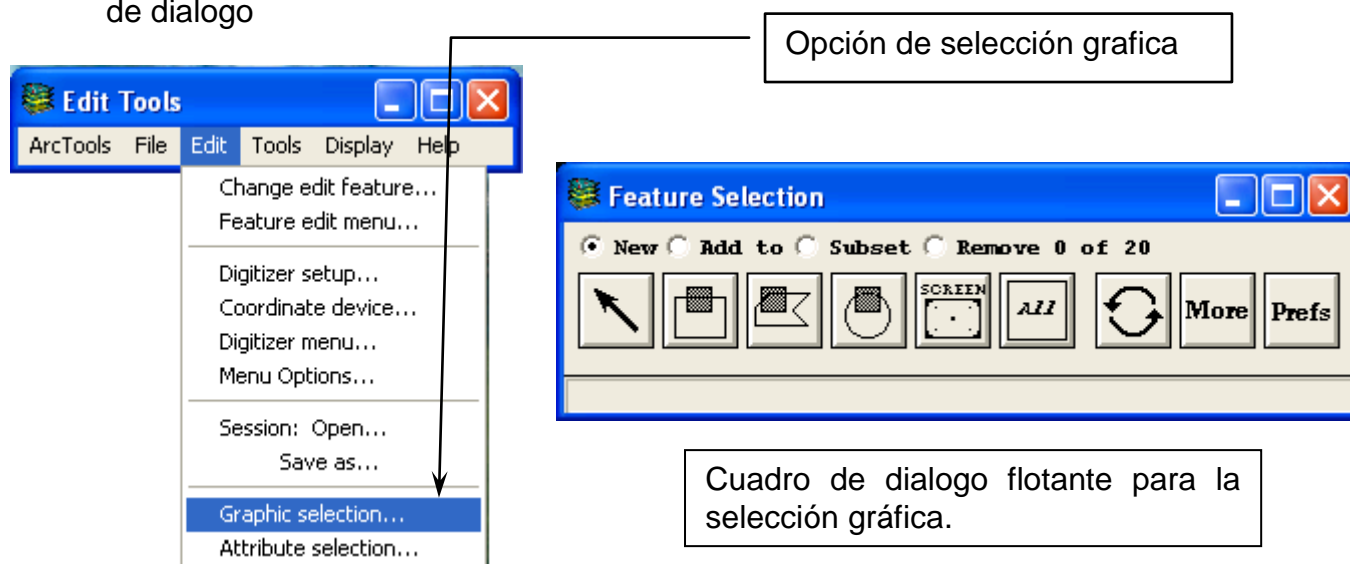 de dialogo
Opción de selección grafica
Edit Tools
ArcTools File Edit Tools Display Help
Change edit feature...
Feature edit menu...
Digitizer setup...
Coordinate device...
Digitizer menu...
Menu Options...
Session: Open...
Save as...
Graphic selection...
Attribute selection...
Feature Selection
New Add to Subset Remove 0 of 20
SCREEN
All
More
Prefs
Cuadro de dialogo flotante para la
selección gráfica.